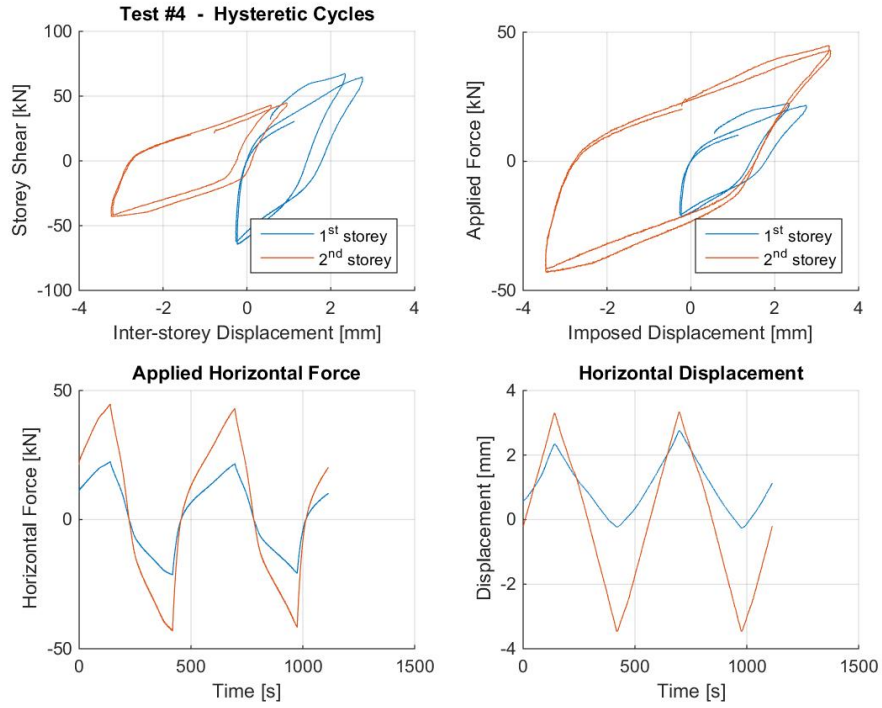 Test #4 - Hysteretic Cycles
100
50
0
-50
-100
Storey Shear [kN]
1st storey
2nd storey
-4
-2
0
2
4
Inter-storey Displacement [mm]
50
0
-50
Applied Force [kN]
1st storey
2nd storey
-4
-2
0
2
4
Imposed Displacement [mm]
Applied Horizontal Force
50
0
-50
Horizontal Force [kN]
0
500
1000
1500
Time [s]
Horizontal Displacement
4
2
0
-2
-4
Displacement [mm]
0
500
1000
1500
Time [s]